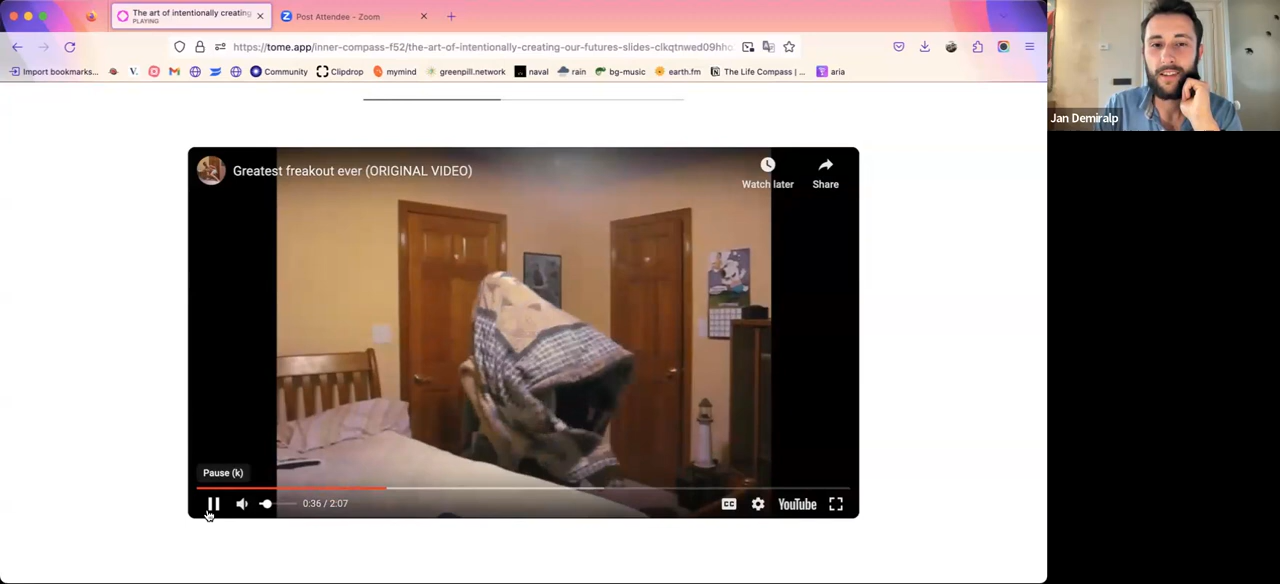 The art of intentionally creating
PLAYING
Post Attendee - Zoom
https://tome.app/inner-compass-f52/the-art-of-intentionally-creating-our-futures-slides-clkqtnwed09hho
Import bookmarks...
Community
Clipdrop
mymind
greenpill.network
naval
rain
bg-music
earth.fm
The Life Compass | ...
aria
Jan Demiralp
Greatest freakout ever (ORIGINAL VIDEO)
Watch later
Share
Pause (k)
0:36 / 2:07
CC
YouTube